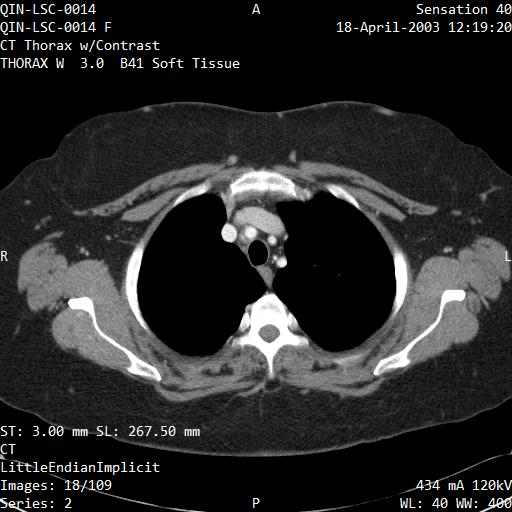 QIN-LSC-0014 A Sensation 40
QIN-LSC-0014 F 18-April-2003 12:19:20
CT Thorax w/Contrast
THORAX W 3.0 B41 Soft Tissue
R L
ST: 3.00 mm SL: 267.50 mm
CT
LittleEndianImplicit
Images: 18/109 434 mA 120kV
Series: 2 P WL: 40 WW: 400